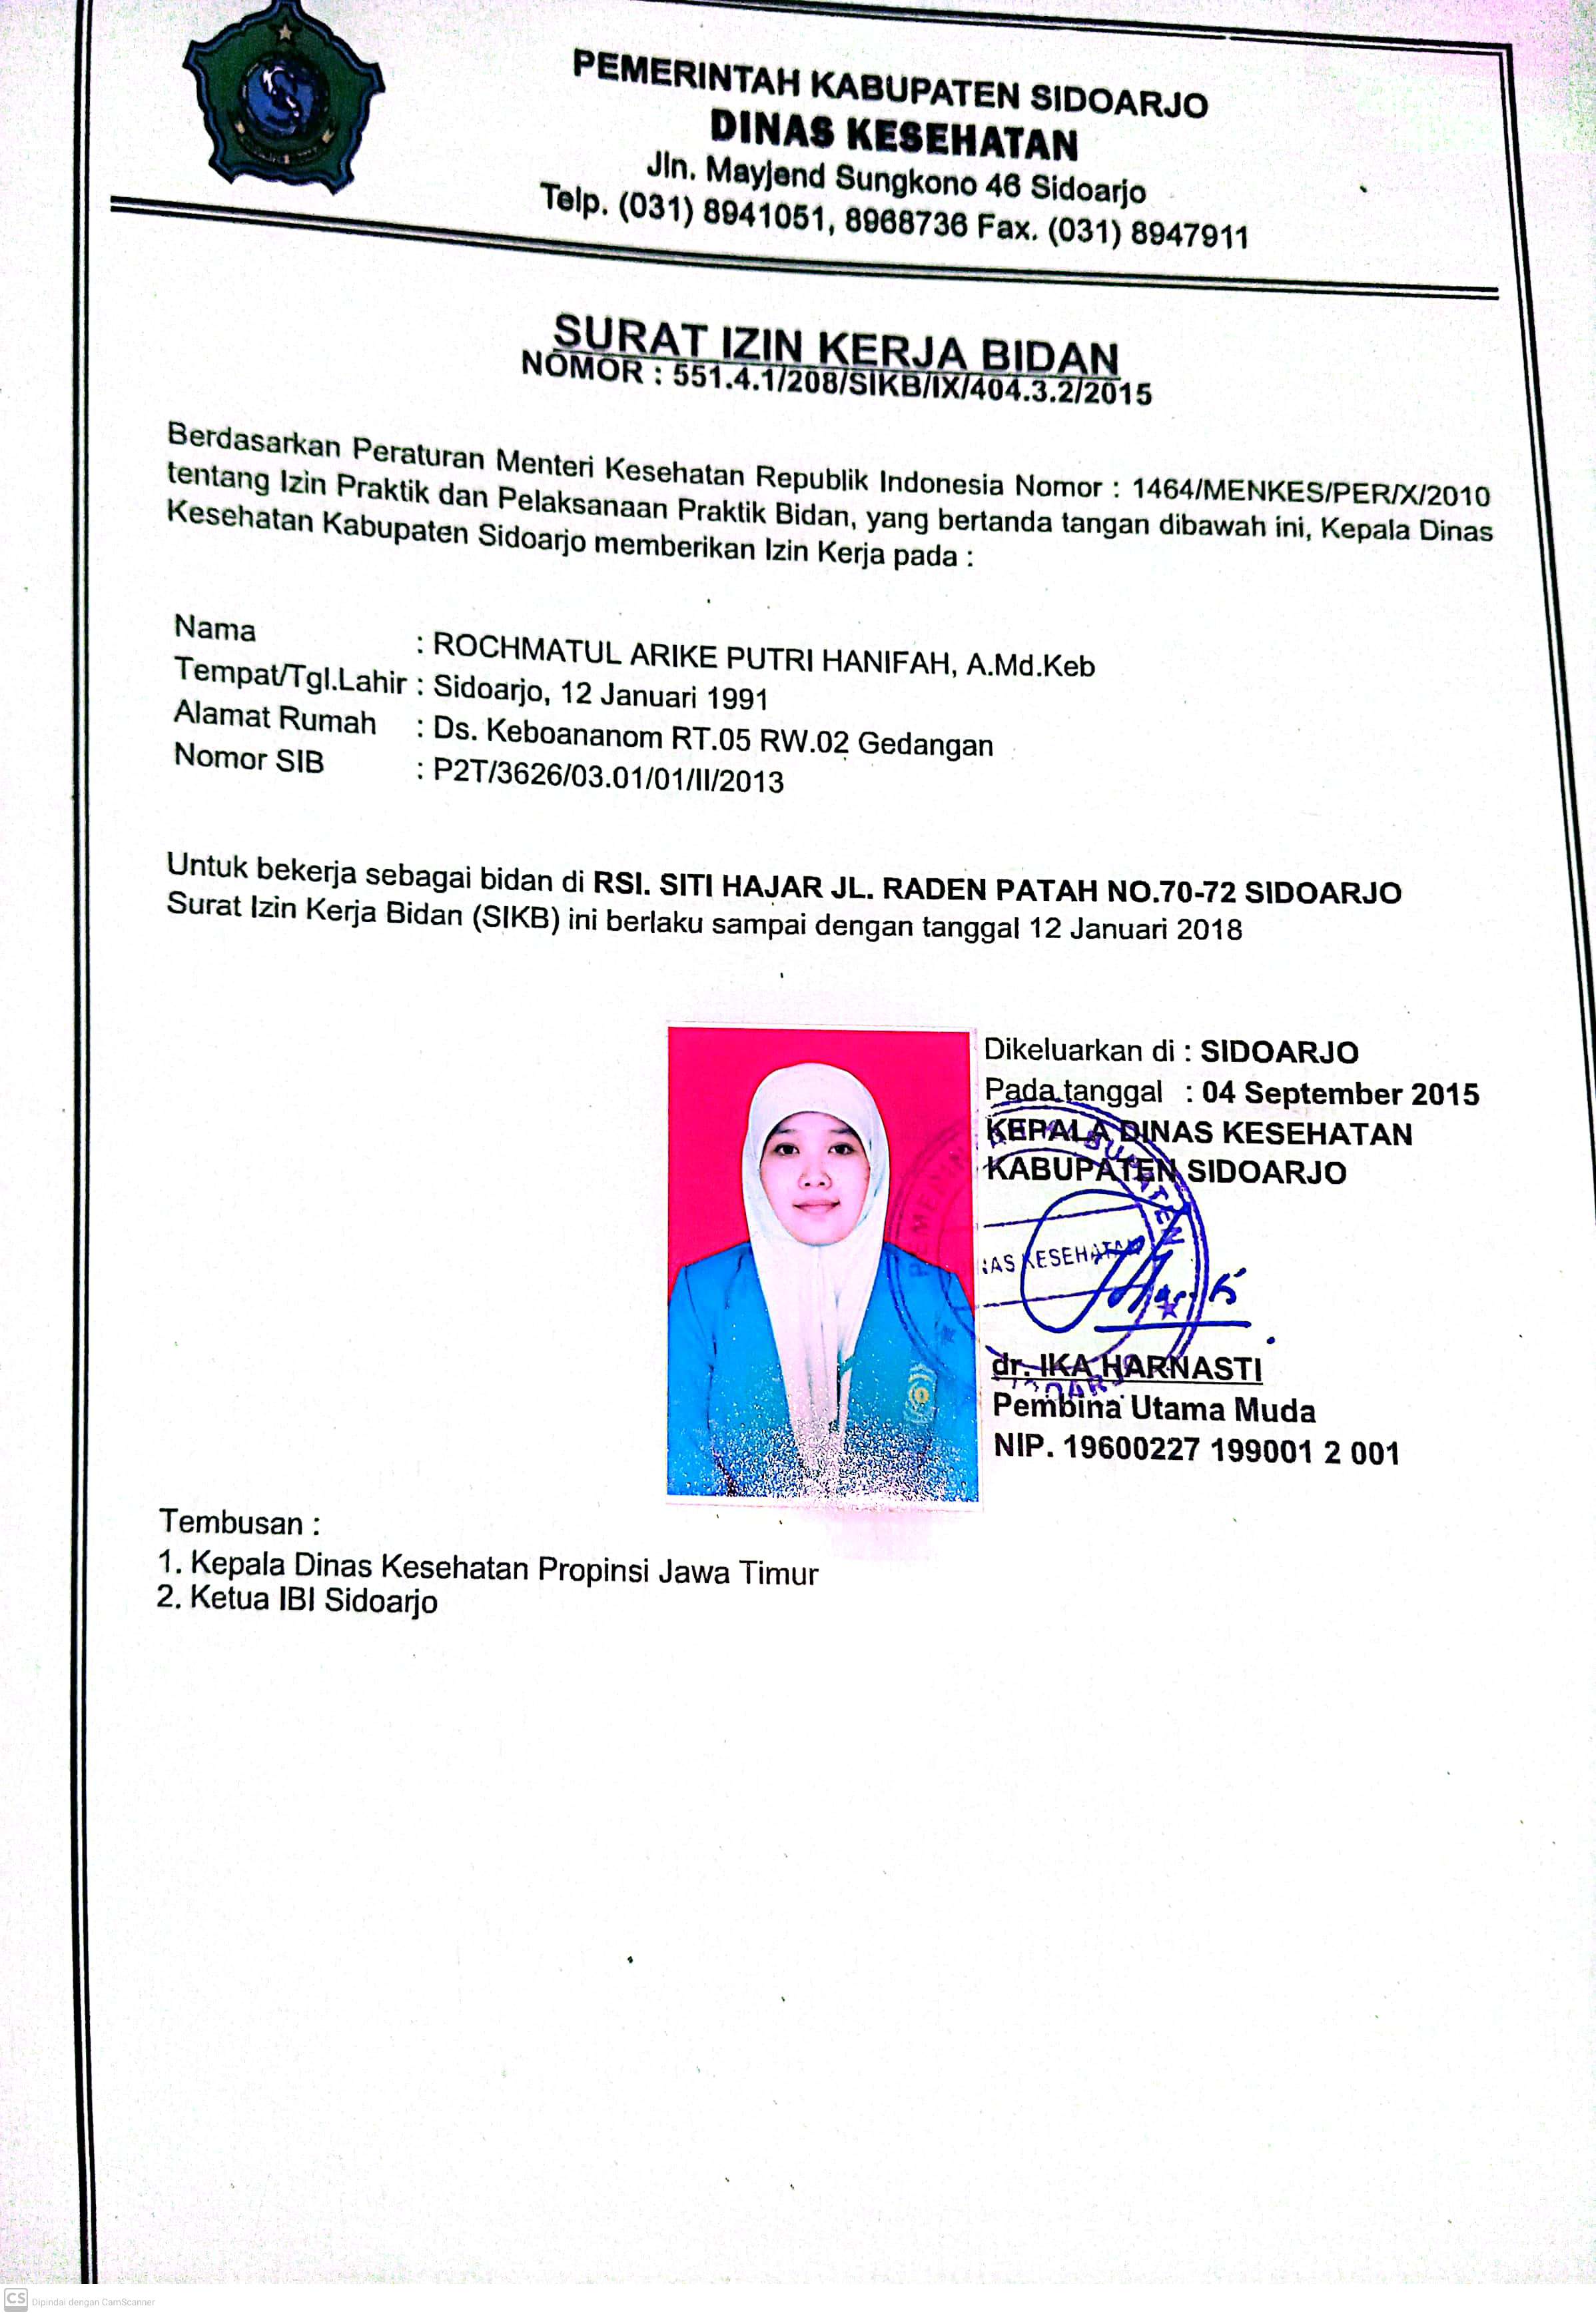 PEMERINTAH KABUPATEN SIDOARJO
DINAS KESEHATAN
Jln. Mayjend Sungkono 46 Sidoarjo
Telp. (031) 8941051, 8968736 Fax. (031) 8947911
SURAT IZIN KERJA BIDAN
NOMOR : 551.4.1/208/SIKB/IX/404.3.2/2015
Berdasarkan Peraturan Menteri Kesehatan Republik Indonesia Nomor : 1464/MENKES/PER/X/2010
tentang Izin Praktik dan Pelaksanaan Praktik Bidan, yang bertanda tangan dibawah ini, Kepala Dinas
Kesehatan Kabupaten Sidoarjo memberikan Izin Kerja pada :
Nama : ROCHMATUL ARIKE PUTRI HANIFAH, A.Md.Keb
Tempat/Tgl.Lahir : Sidoarjo, 12 Januari 1991
Alamat Rumah : Ds. Keboananom RT.05 RW.02 Gedangan
Nomor SIB : P2T/3626/03.01/01/II/2013
Untuk bekerja sebagai bidan di RSI. SITI HAJAR JL. RADEN PATAH NO.70-72 SIDOARJO
Surat Izin Kerja Bidan (SIKB) ini berlaku sampai dengan tanggal 12 Januari 2018
Dikeluarkan di : SIDOARJO
Pada tanggal : 04 September 2015
KEPALA DINAS KESEHATAN
KABUPATEN SIDOARJO
KABUPATEN
KESEHATAN
dr. IKA HARNASTI
Pembina Utama Muda
NIP. 19600227 199001 2 001
Tembusan :
1. Kepala Dinas Kesehatan Propinsi Jawa Timur
2. Ketua IBI Sidoarjo
CS Dipindai dengan CamScanner